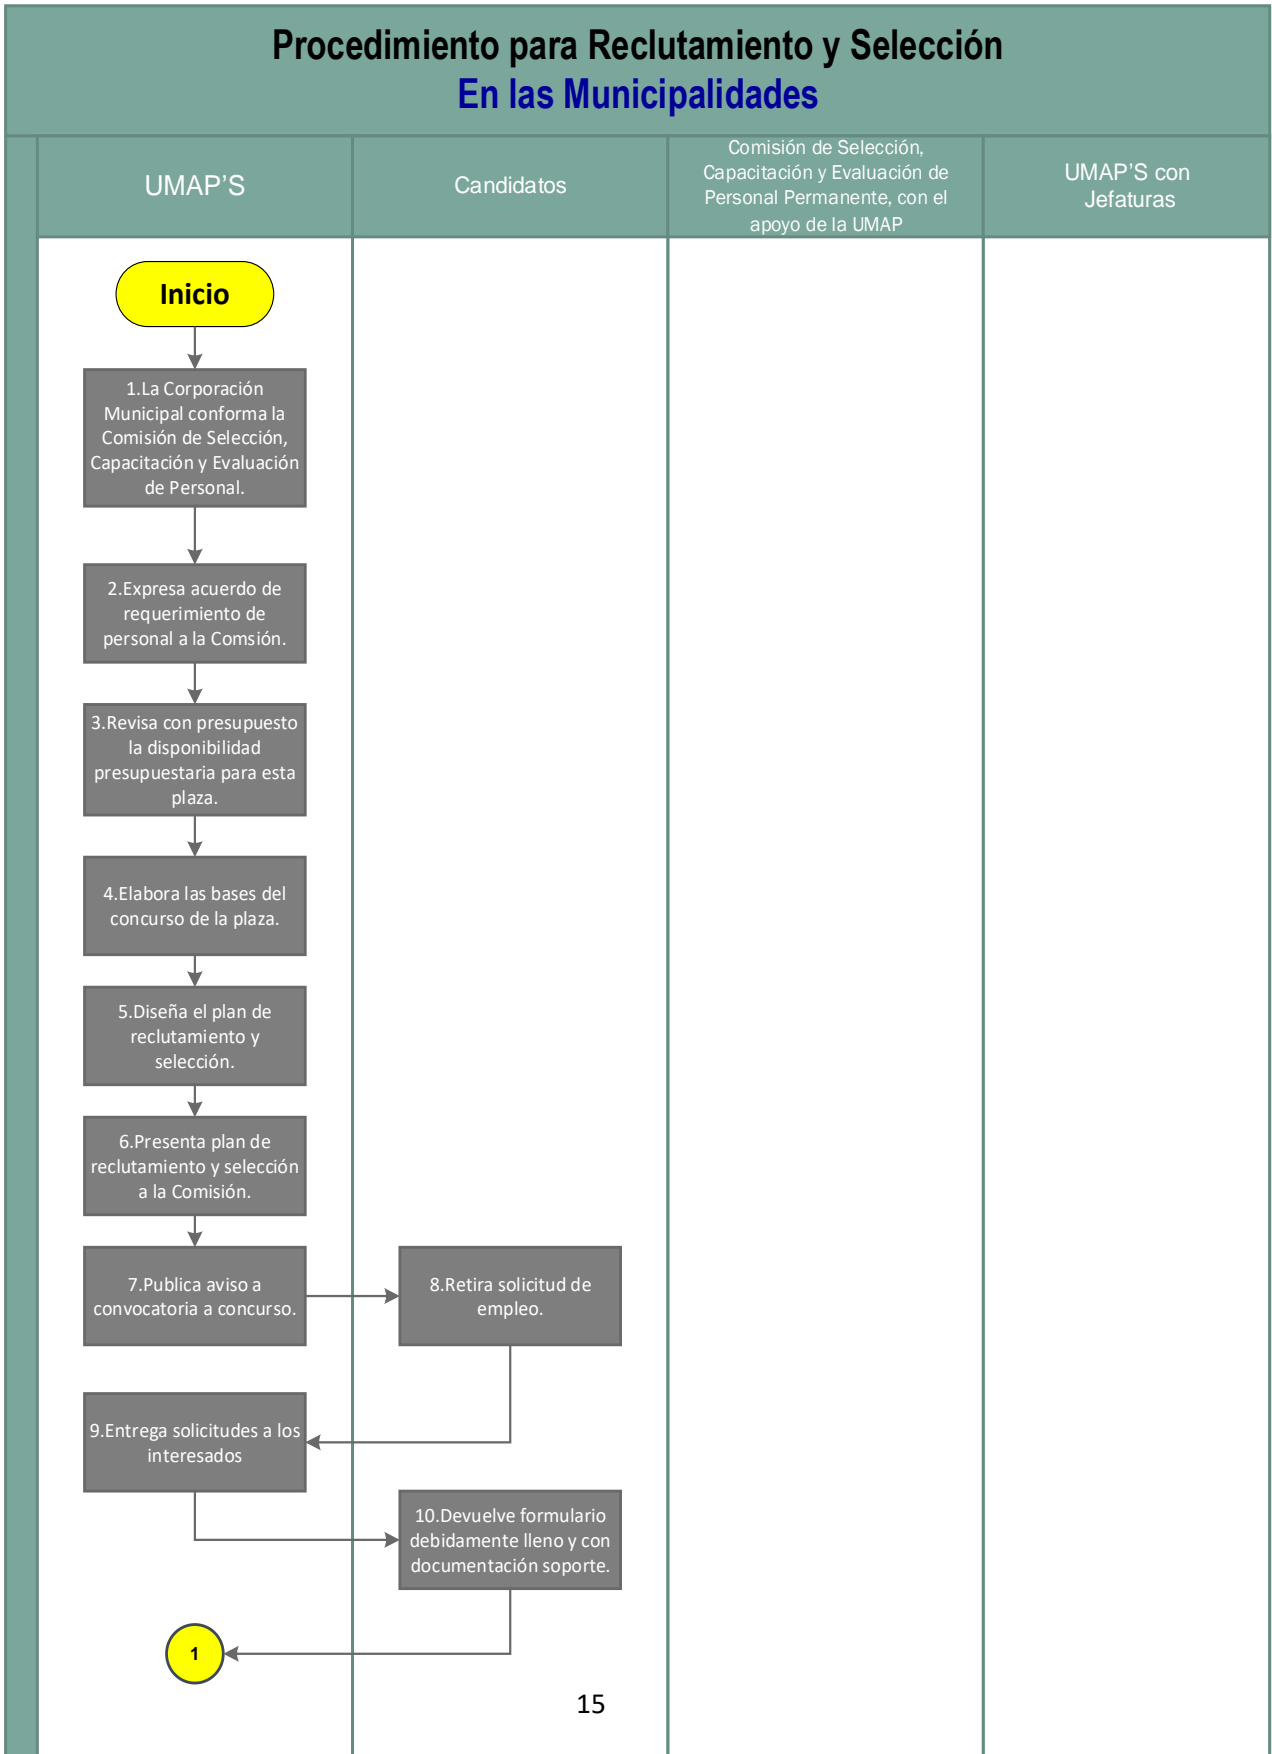 Procedimiento para Reclutamiento y Selección
En las Municipalidades
UMAP'S
Candidatos
Comisión de Selección,
Capacitación y Evaluación de
Personal Permanente, con el
apoyo de la UMAP
UMAP'S con
Jefaturas
Inicio
1.La Corporación
Municipal conforma la
Comisión de Selección,
Capacitación y Evaluación
de Personal.
2.Expresa acuerdo de
requerimiento de
personal a la Comsión.
3.Revisa con presupuesto
la disponibilidad
presupuestaria para esta
plaza.
4.Elabora las bases del
concurso de la plaza.
5.Diseña el plan de
reclutamiento y
selección.
6.Presenta plan de
reclutamiento y selección
a la Comisión.
7.Publica aviso a
convocatoria a concurso.
8.Retira solicitud de
empleo.
9.Entrega solicitudes a los
interesados
10.Devuelve formulario
debidamente lleno y con
documentación soporte.
1
15